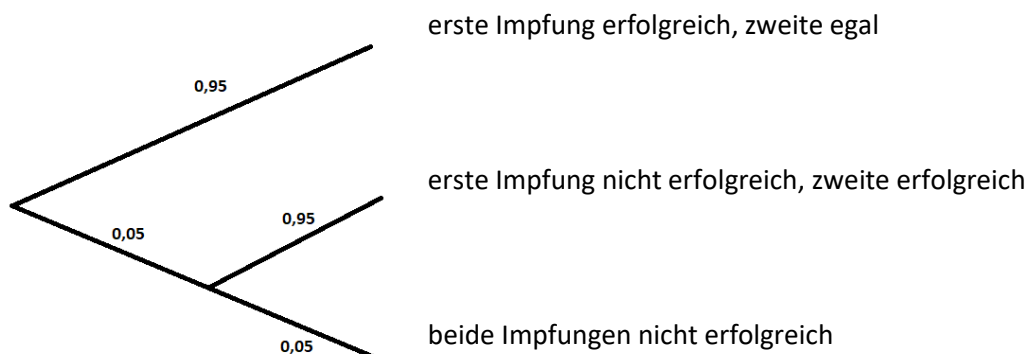 erste Impfung erfolgreich, zweite egal
0,95
erste Impfung nicht erfolgreich, zweite erfolgreich
0,95
0,05
beide Impfungen nicht erfolgreich
0,05